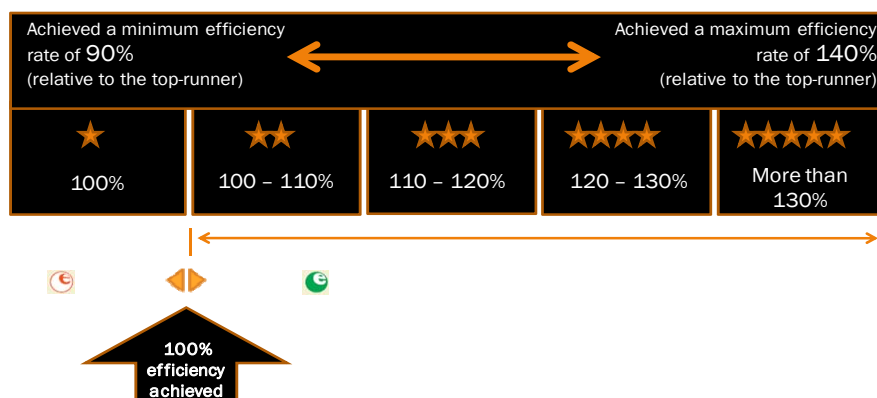 Achieved a minimum efficiency
rate of 90%
(relative to the top-runner)
Achieved a maximum efficiency
rate of 140%
(relative to the top-runner)
100%
100 – 110%
110 – 120%
120 – 130%
More than
130%
e
e
100%
efficiency
achieved